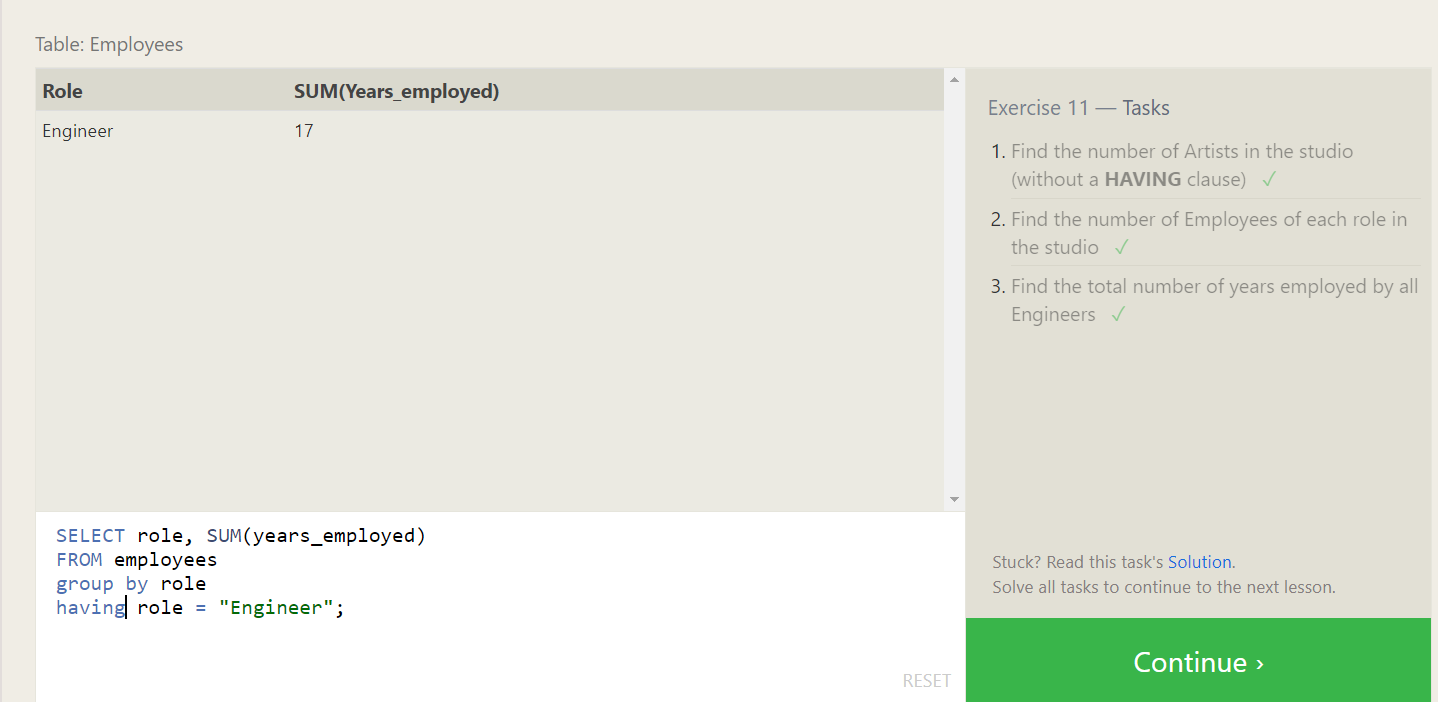 Table: Employees
Role SUM(Years_employed)
Engineer 17
Exercise 11 — Tasks
1. Find the number of Artists in the studio
(without a HAVING clause) ✓
2. Find the number of Employees of each role in
the studio ✓
3. Find the total number of years employed by all
Engineers ✓
SELECT role, SUM(years_employed)
FROM employees
group by role
having role = "Engineer";
RESET
Stuck? Read this task's Solution.
Solve all tasks to continue to the next lesson.
Continue ›